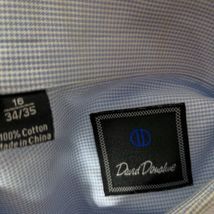 16
34/35
100% Cotton
Made in China
David Donahue